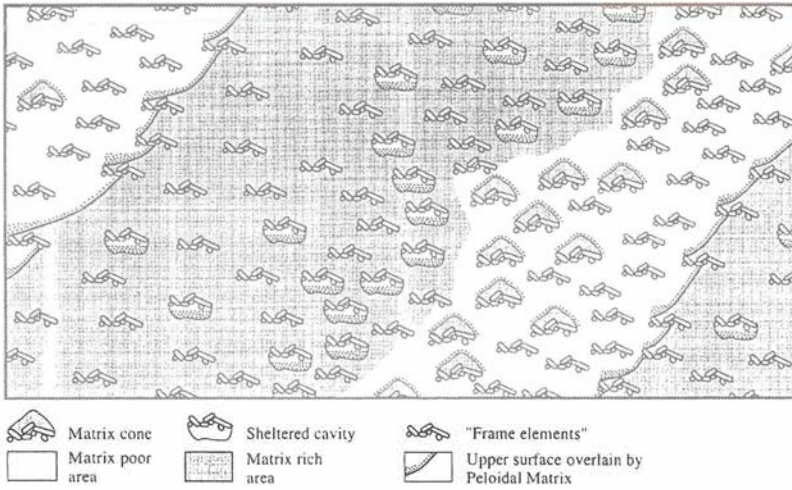 Matrix cone
Sheltered cavity
"Frame elements"
Matrix poor
area
Matrix rich
area
Upper surface overlain by
Peloidal Matrix